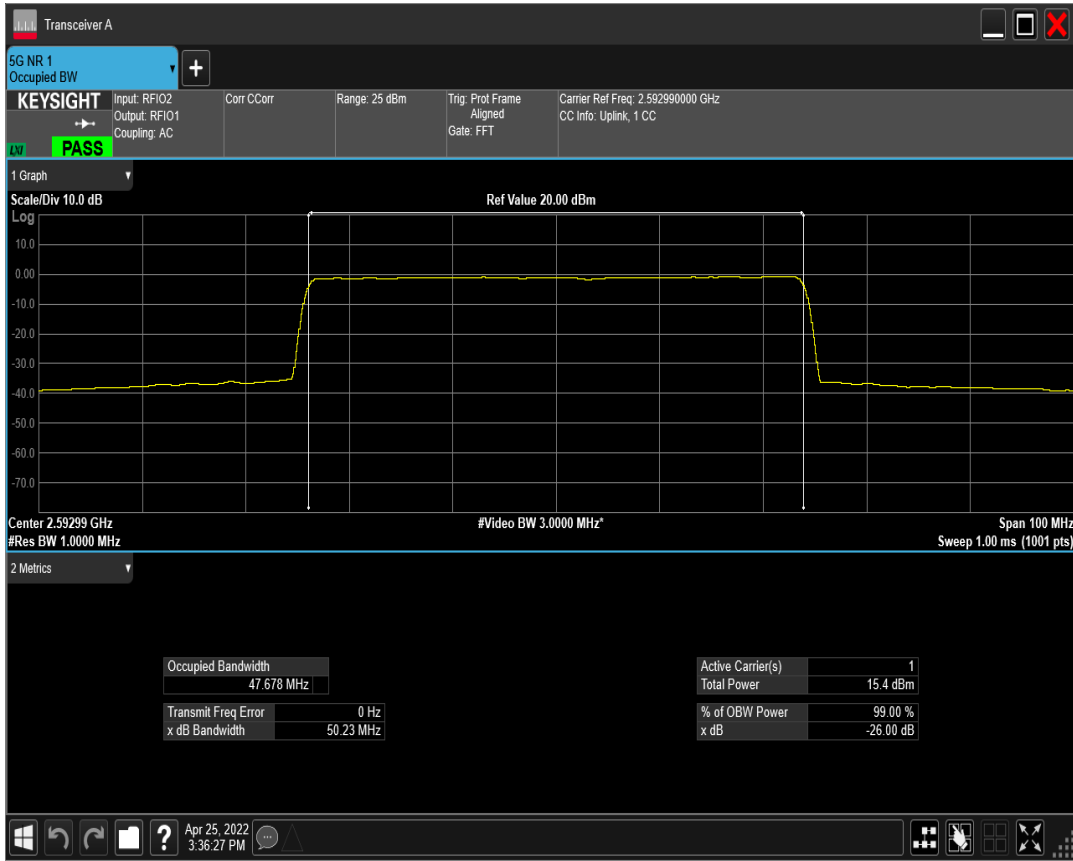 Transceiver A
5G NR 1
Occupied BW
+
KEYSIGHT
LXI
PASS
Input: RFIO2
Output: RFIO1
Coupling: AC
Corr CCorr
Range: 25 dBm
Trig: Prot Frame
Aligned
Gate: FFT
Carrier Ref Freq: 2.592990000 GHz
CC Info: Uplink, 1 CC
1 Graph
Scale/Div 10.0 dB
Ref Value 20.00 dBm
Log
10.0
0.00
-10.0
-20.0
-30.0
-40.0
-50.0
-60.0
-70.0
Center 2.59299 GHz
#Video BW 3.0000 MHz*
Span 100 MHz
#Res BW 1.0000 MHz
Sweep 1.00 ms (1001 pts)
2 Metrics
Occupied Bandwidth
47.678 MHz
Transmit Freq Error 0 Hz
x dB Bandwidth 50.23 MHz
Active Carrier(s) 1
Total Power 15.4 dBm
% of OBW Power 99.00 %
x dB -26.00 dB
?
Apr 25, 2022
3:36:27 PM